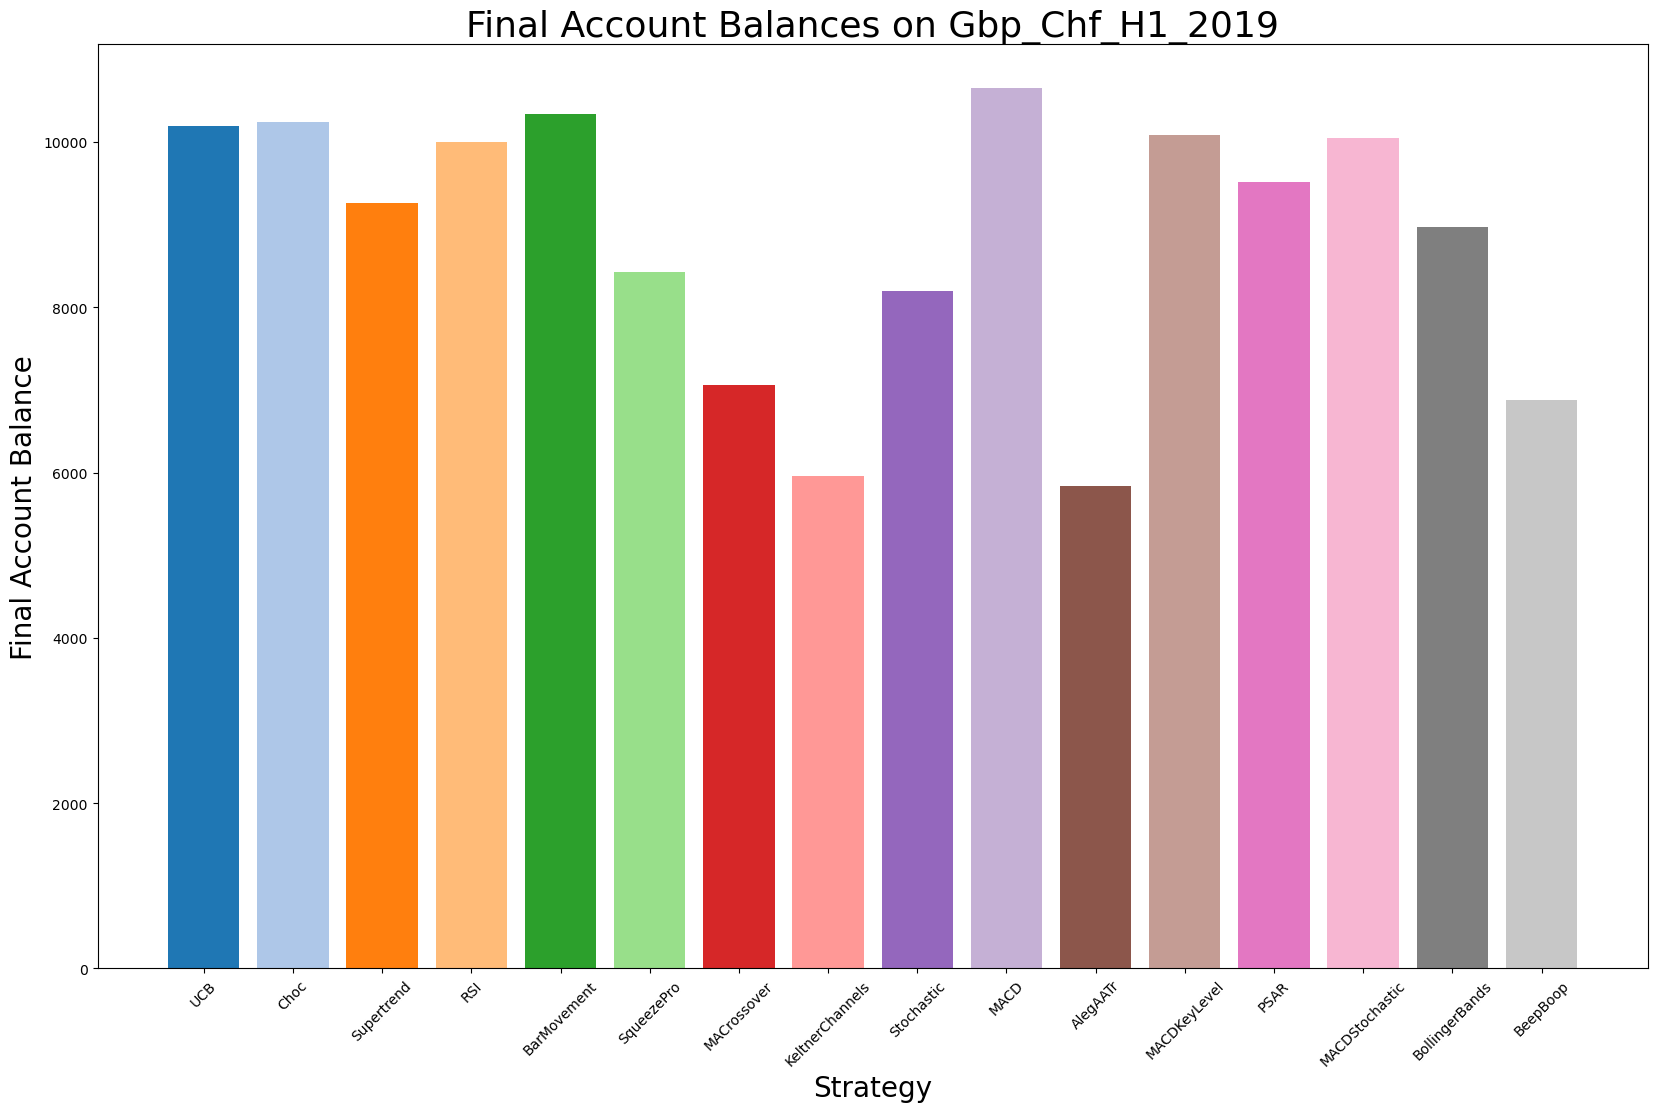 Final Account Balances on Gbp_Chf_H1_2019
Final Account Balance
10000
8000
6000
4000
2000
0
UCB
Choc
Supertrend
RSI
BarMovement
SqueezePro
MACrossover
KeltnerChannels
Stochastic
MACD
AlegAATr
MACDKeyLevel
PSAR
MACDStochastic
BollingerBands
BeepBoop
Strategy